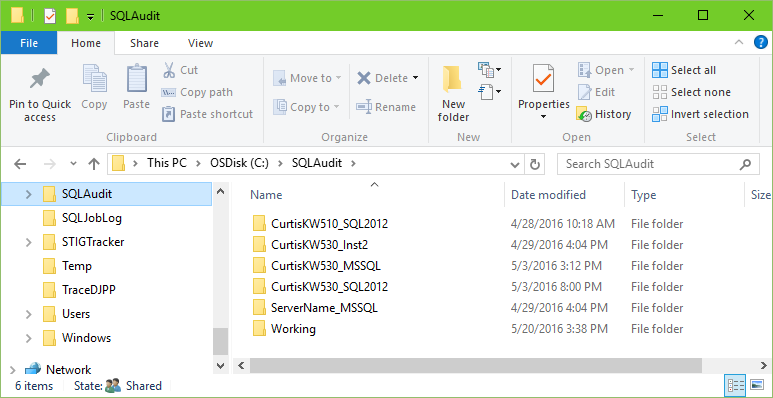 SQLAudit
File Home Share View
Pin to Quick access
Copy
Paste
Cut
Copy path
Paste shortcut
Clipboard
Move to
Copy to
Delete
Rename
Organize
New folder
New
Properties
Open
Edit
History
Open
Select all
Select none
Invert selection
Select
This PC > OSDisk (C:) > SQLAudit >
Search SQLAudit
SQLAudit
SQLJobLog
STIGTracker
Temp
TraceDJPP
Users
Windows
Network
Name Date modified Type Size
CurtisKW510_SQL2012 4/28/2016 10:18 AM File folder
CurtisKW530_Inst2 4/29/2016 4:04 PM File folder
CurtisKW530_MSSQL 5/3/2016 3:12 PM File folder
CurtisKW530_SQL2012 5/3/2016 8:00 PM File folder
ServerName_MSSQL 4/29/2016 4:04 PM File folder
Working 5/20/2016 3:38 PM File folder
6 items State: Shared